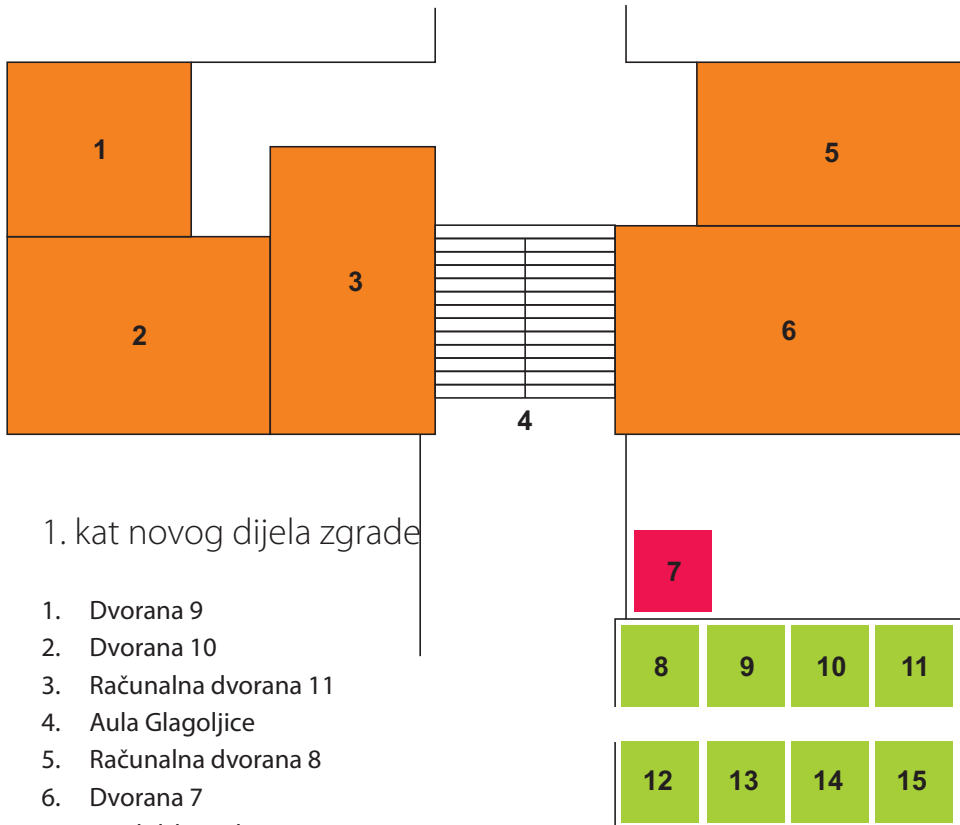 1
5
3
2
6
4
1. kat novog dijela zgrade
7
1. Dvorana 9
2. Dvorana 10
3. Računalna dvorana 11
4. Aula Glagoljice
5. Računalna dvorana 8
6. Dvorana 7
8 9 10 11
12 13 14 15